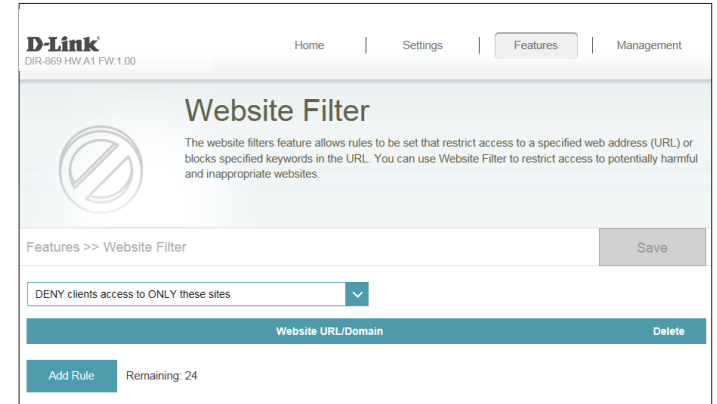 D-Link
DIR-869 HW:A1 FW:1.00
Home | Settings | Features | Management
Website Filter
The website filters feature allows rules to be set that restrict access to a specified web address (URL) or
blocks specified keywords in the URL. You can use Website Filter to restrict access to potentially harmful
and inappropriate websites.
Features >> Website Filter
Save
DENY clients access to ONLY these sites
Website URL/Domain Delete
Add Rule Remaining: 24